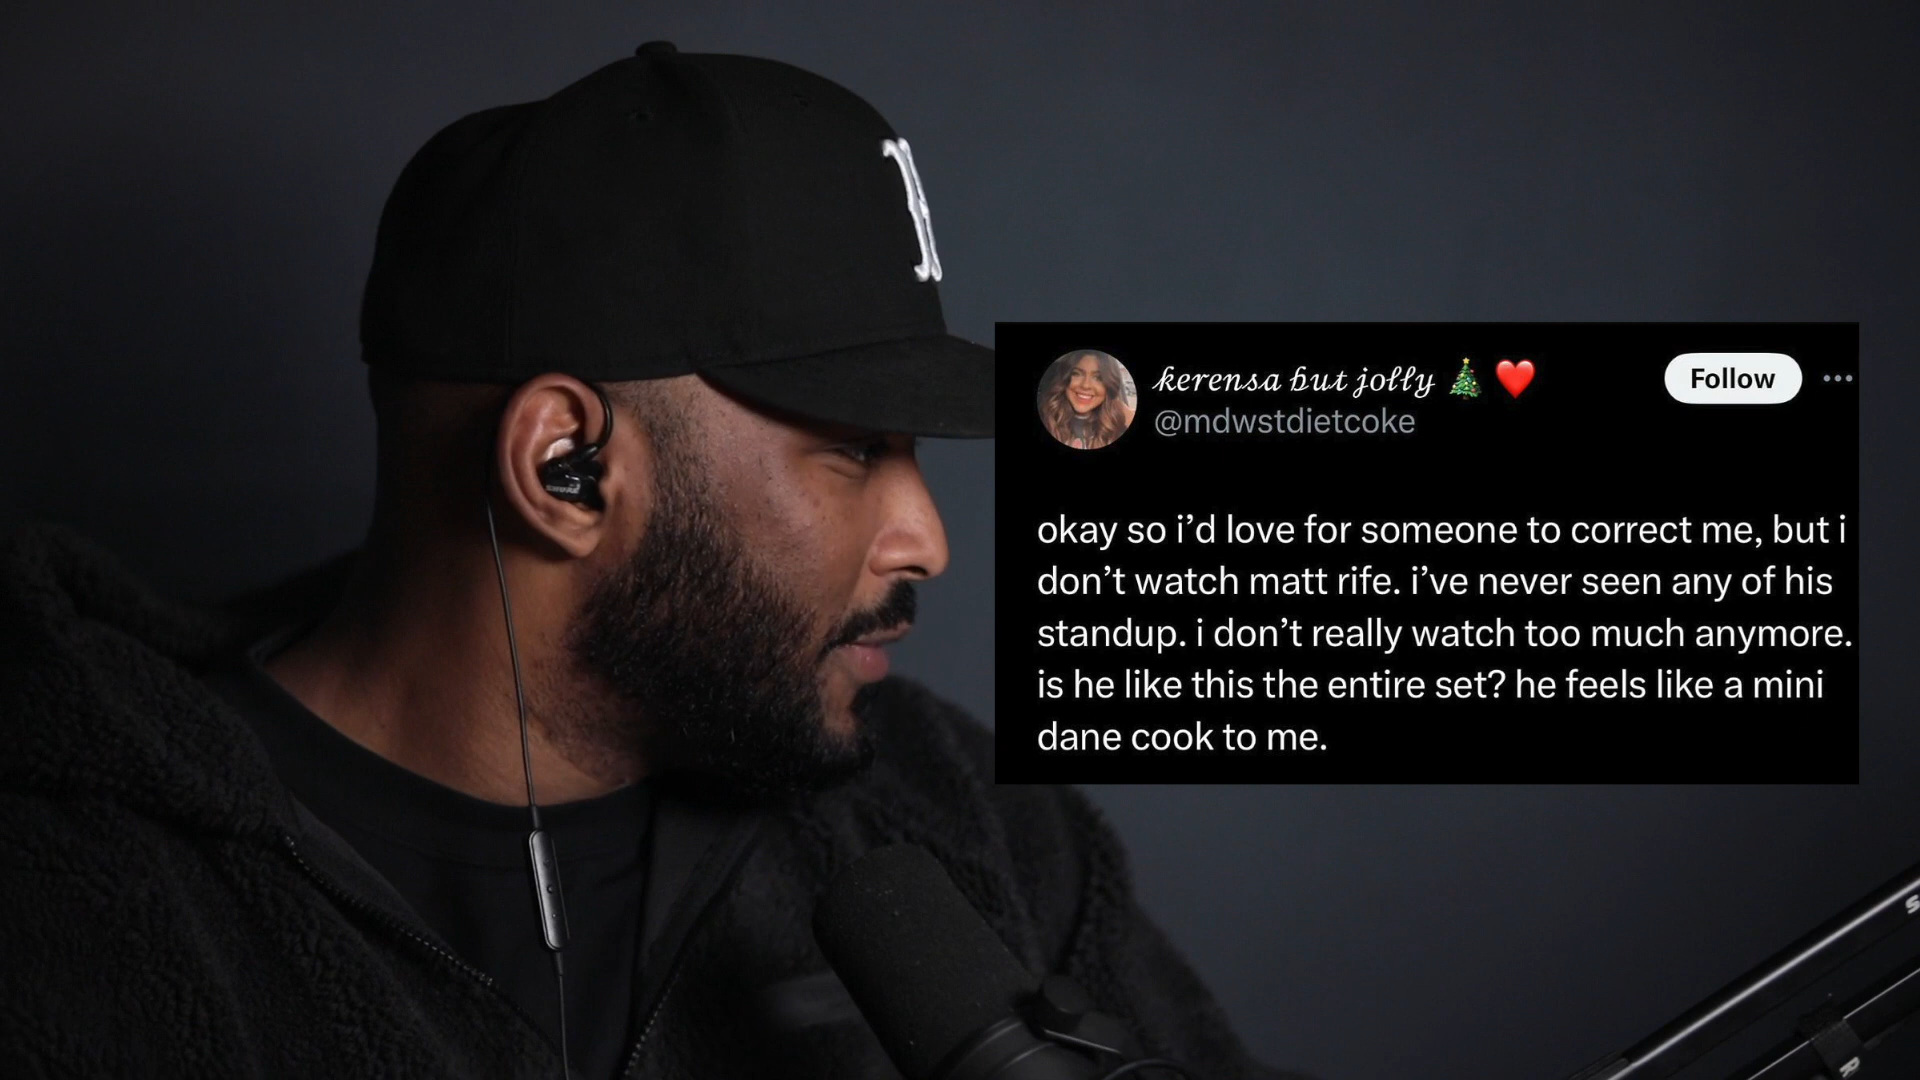 𝓀ℯ𝓇ℯ𝓃𝓈𝒶 𝒷𝓊𝓉 𝒿ℴ𝓁𝓁𝓎 🎄 ❤️
Follow
@mdwstdietcoke
okay so i’d love for someone to correct me, but i
don’t watch matt rife. i’ve never seen any of his
standup. i don’t really watch too much anymore.
is he like this the entire set? he feels like a mini
dane cook to me.
SHURE